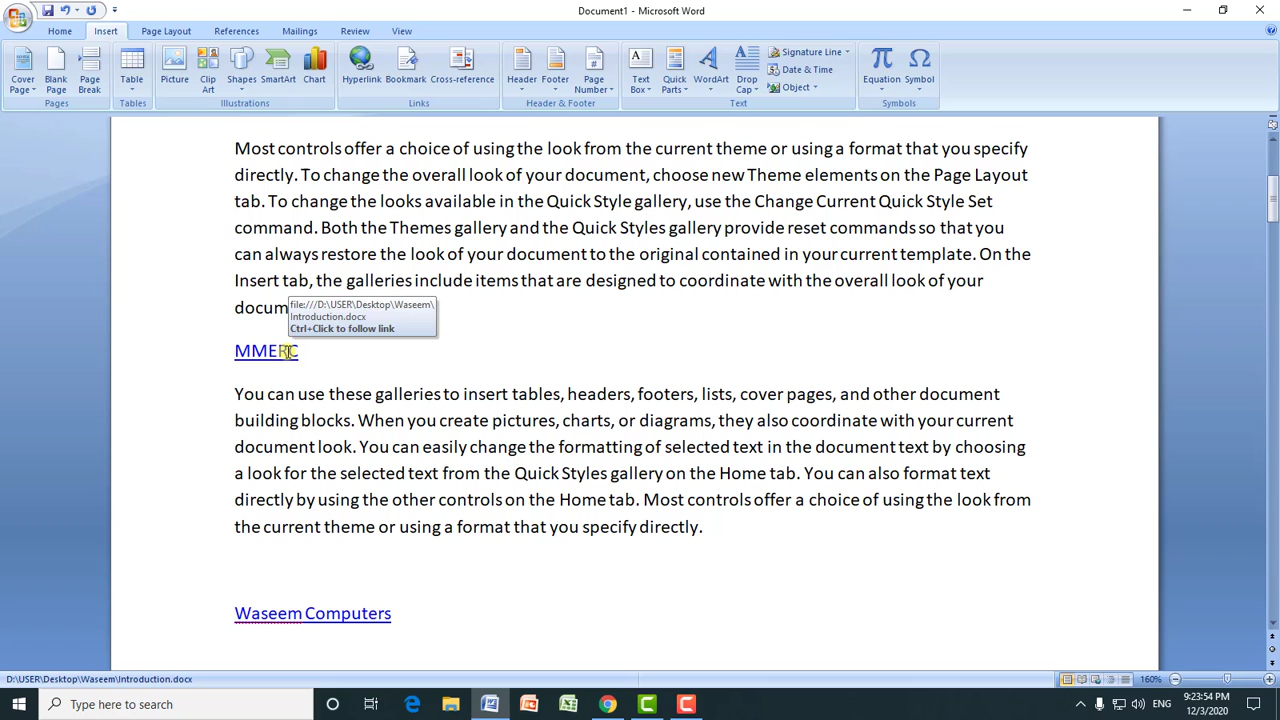 Document1 - Microsoft Word
Home Insert Page Layout References Mailings Review View
Cover Page Blank Page Page Break Table Picture Clip Art Shapes SmartArt Chart Hyperlink Bookmark Cross-reference Header Footer Page Number Text Box Quick Parts WordArt Drop Cap Signature Line Date & Time Object Equation Symbol
Pages Tables Illustrations Links Header & Footer Text Symbols
Most controls offer a choice of using the look from the current theme or using a format that you specify
directly. To change the overall look of your document, choose new Theme elements on the Page Layout
tab. To change the looks available in the Quick Style gallery, use the Change Current Quick Style Set
command. Both the Themes gallery and the Quick Styles gallery provide reset commands so that you
can always restore the look of your document to the original contained in your current template. On the
Insert tab, the galleries include items that are designed to coordinate with the overall look of your
docum
file:///D:\USER\Desktop\Waseem\
Introduction.docx
Ctrl+Click to follow link
MMERC
You can use these galleries to insert tables, headers, footers, lists, cover pages, and other document
building blocks. When you create pictures, charts, or diagrams, they also coordinate with your current
document look. You can easily change the formatting of selected text in the document text by choosing
a look for the selected text from the Quick Styles gallery on the Home tab. You can also format text
directly by using the other controls on the Home tab. Most controls offer a choice of using the look from
the current theme or using a format that you specify directly.
Waseem Computers
D:\USER\Desktop\Waseem\Introduction.docx
160%
Type here to search
ENG
9:23:54 PM
12/3/2020